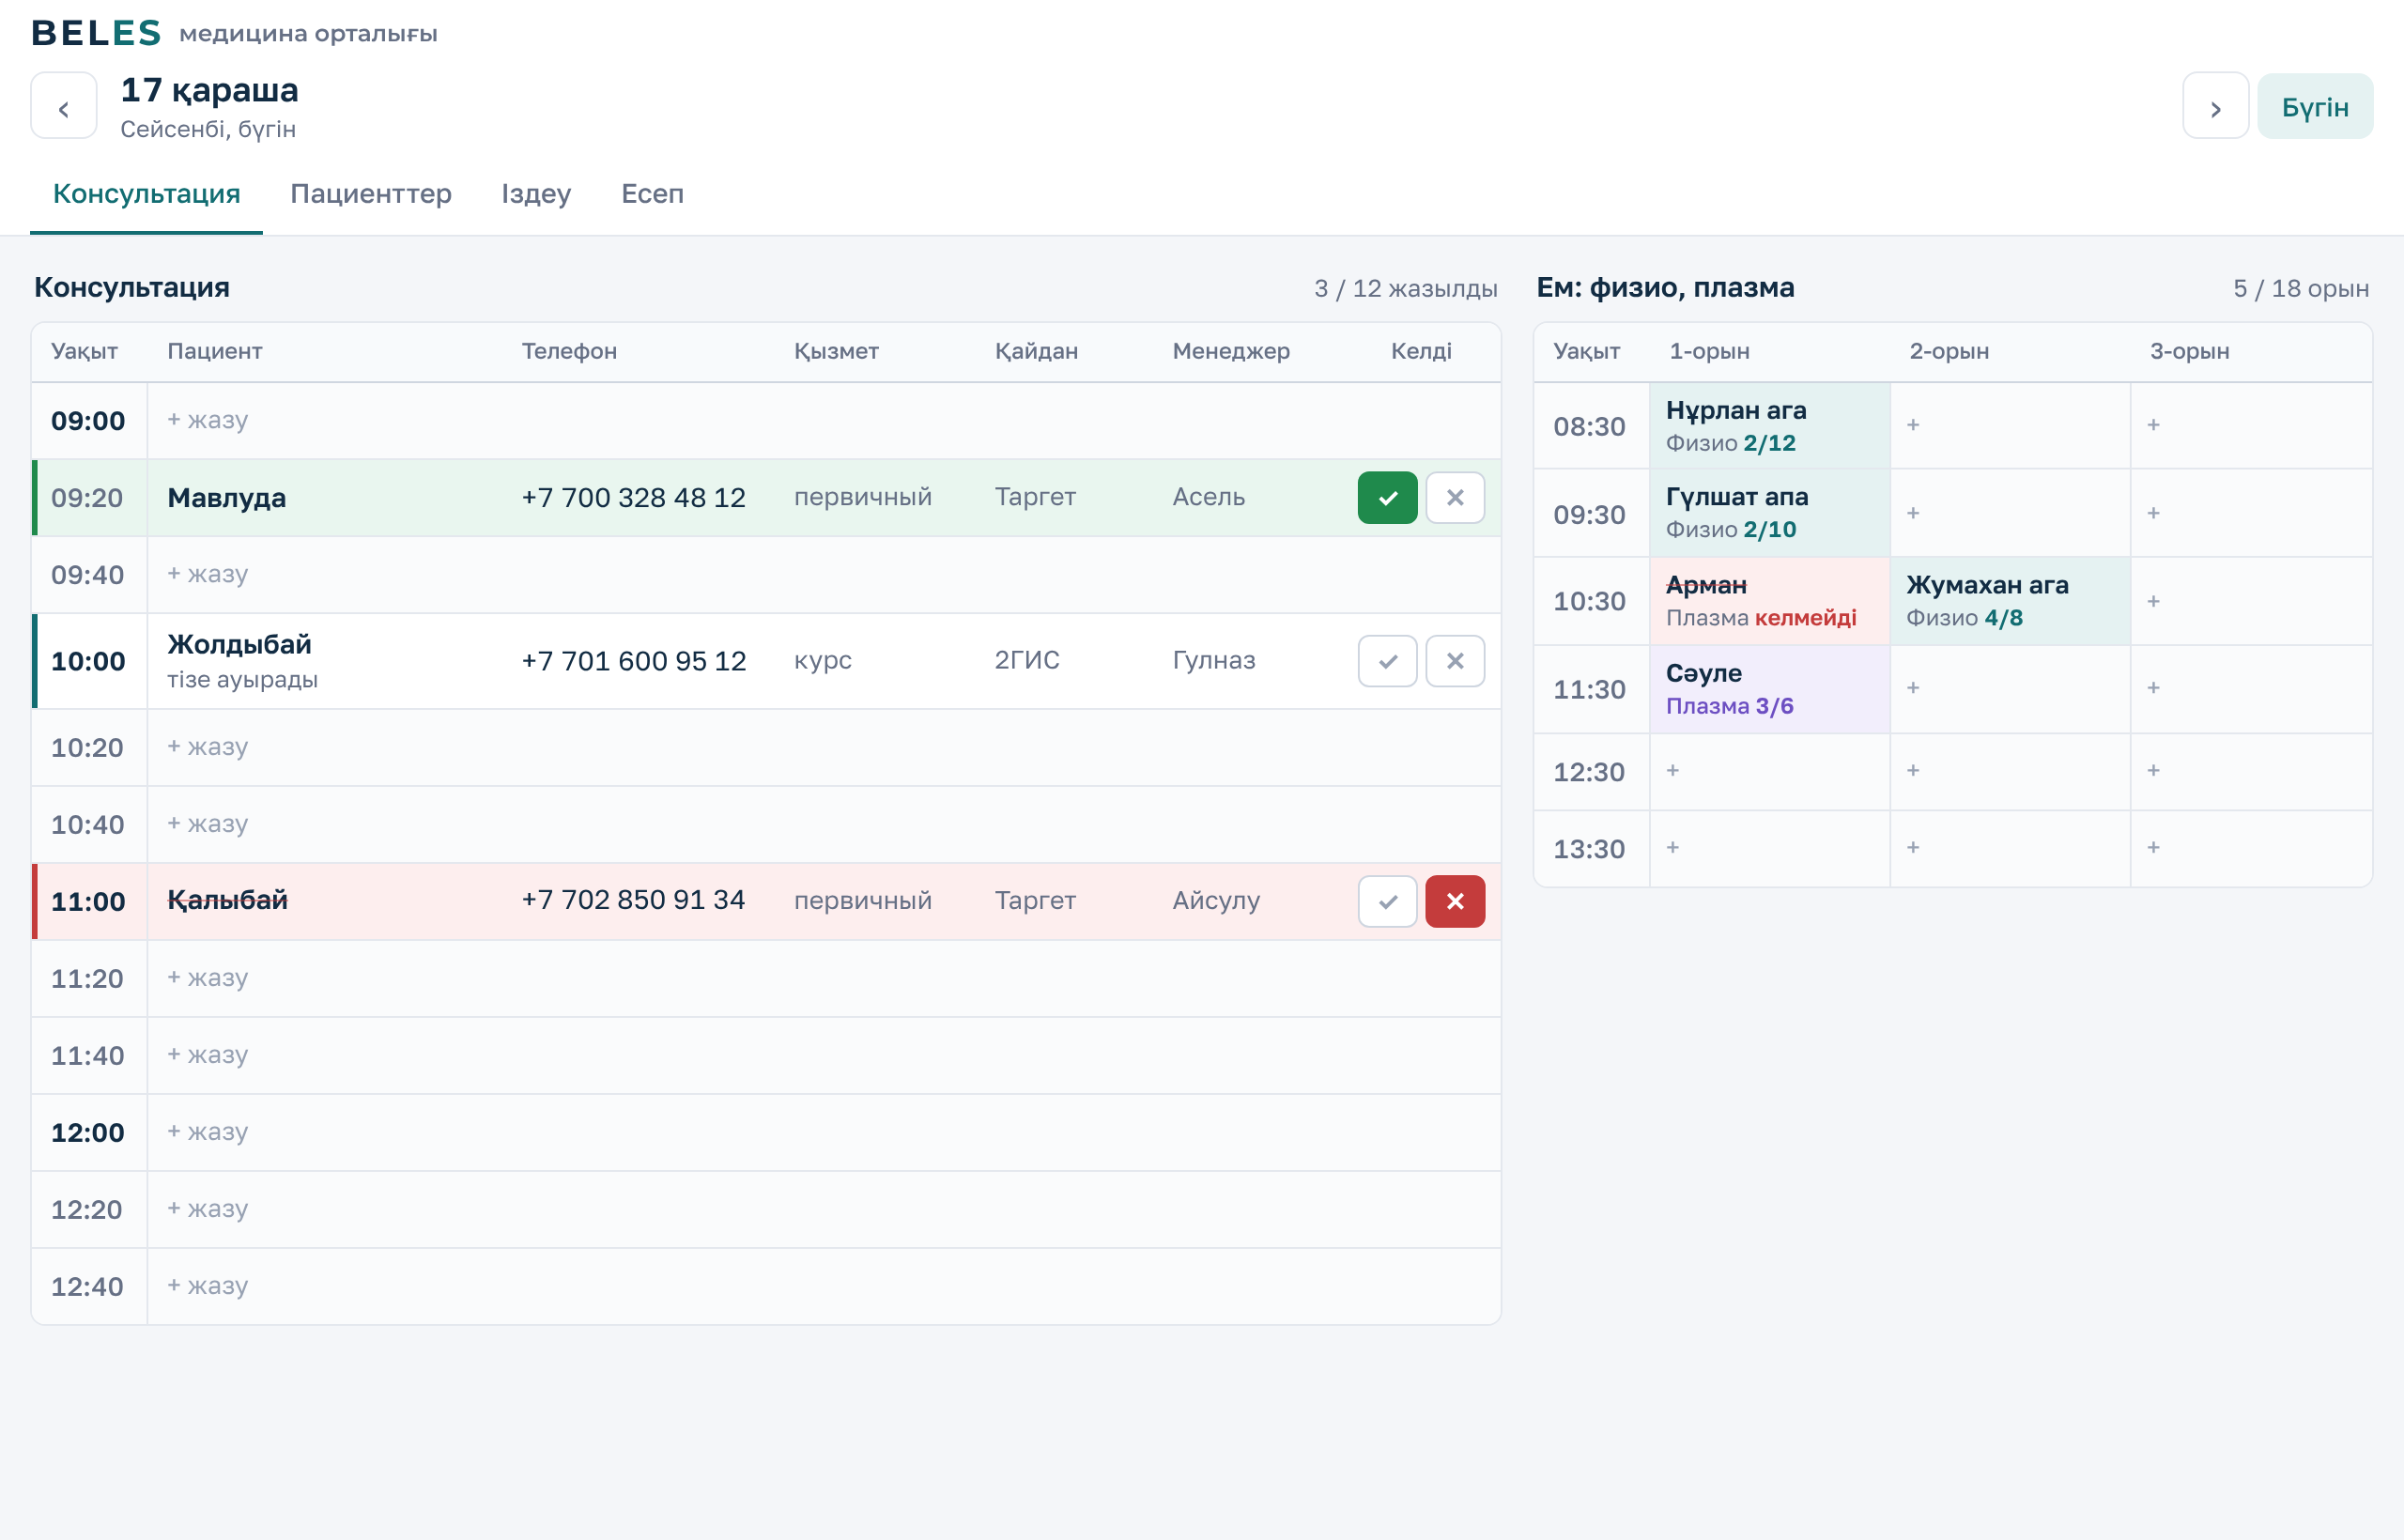 BELES медицина орталығы
17 қараша
Сейсенбі, бүгін
Бүгін
Консультация Пациенттер Іздеу Есеп
Консультация 3 / 12 жазылды
Уақыт Пациент Телефон Қызмет Қайдан Менеджер Келді
09:00 + жазу
09:20 Мавлуда +7 700 328 48 12 первичный Таргет Асель
09:40 + жазу
10:00 Жолдыбай +7 701 600 95 12 курс 2ГИС Гулназ
тізе ауырады
10:20 + жазу
10:40 + жазу
11:00 Қалыбай +7 702 850 91 34 первичный Таргет Айсулу
11:20 + жазу
11:40 + жазу
12:00 + жазу
12:20 + жазу
12:40 + жазу
Ем: физио, плазма 5 / 18 орын
Уақыт 1-орын 2-орын 3-орын
08:30 Нұрлан ага + +
Физио 2/12
09:30 Гүлшат апа + +
Физио 2/10
10:30 Арман Жумахан ага +
Плазма келмейді Физио 4/8
11:30 Сәуле + +
Плазма 3/6
12:30 + + +
13:30 + + +